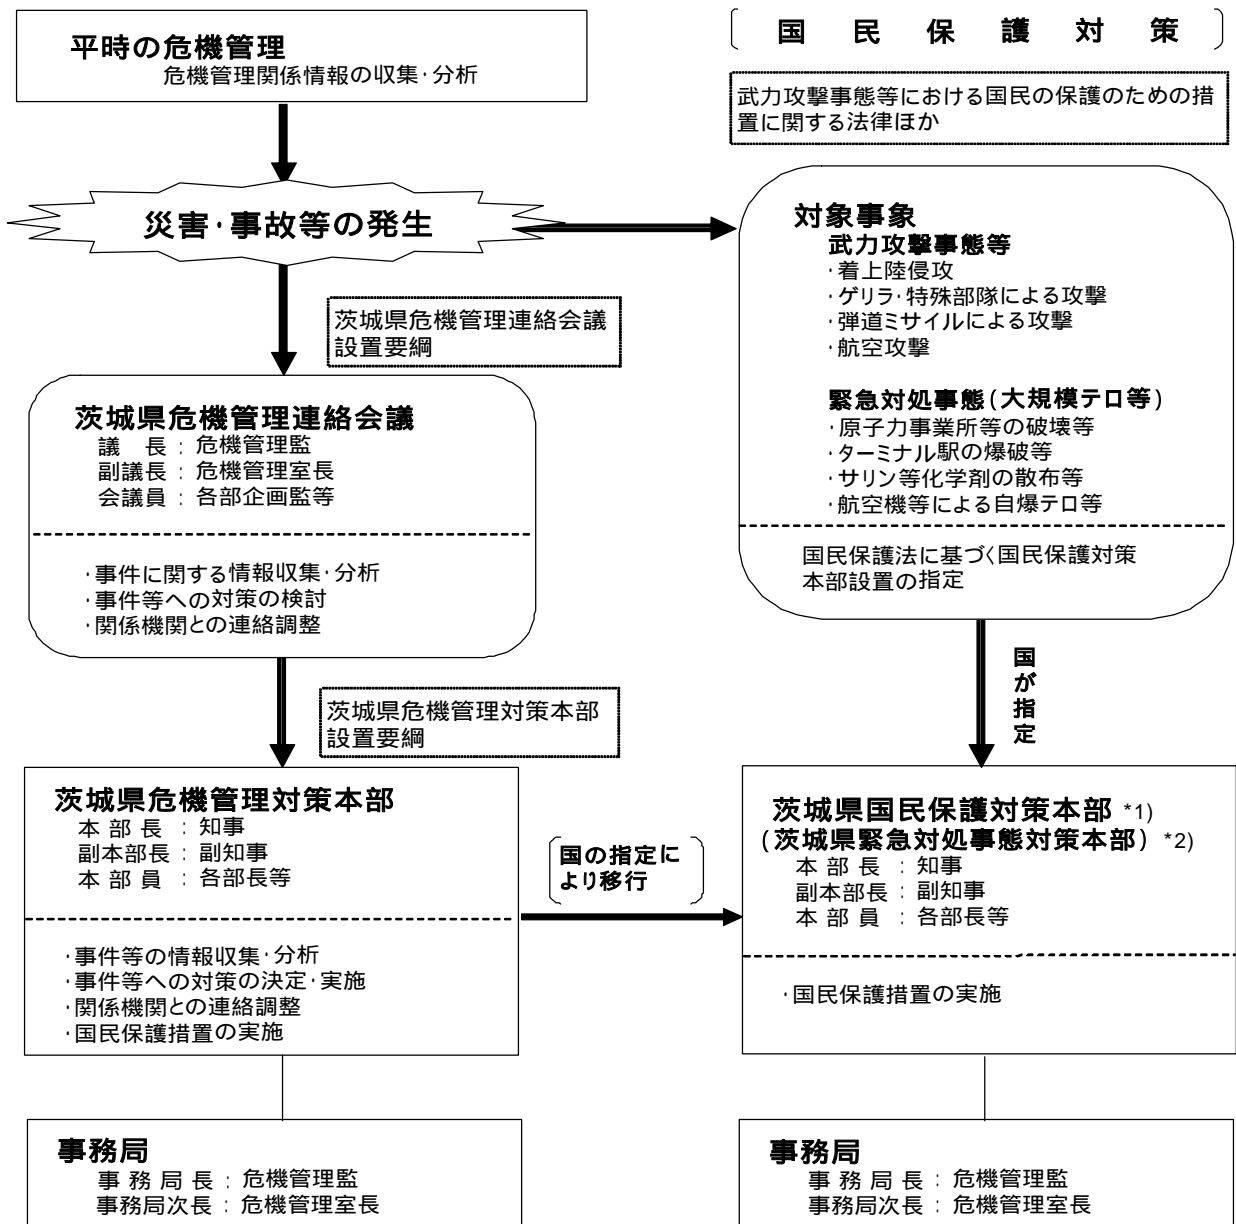 平時の危機管理
危機管理関係情報の収集・分析
〔国民保護対策〕
武力攻撃事態等における国民の保護のための措
置に関する法律ほか
災害・事故等の発生
対象事象
武力攻撃事態等
・着上陸侵攻
・ゲリラ・特殊部隊による攻撃
・弾道ミサイルによる攻撃
・航空攻撃
緊急対処事態(大規模テロ等)
・原子力事業所等の破壊等
・ターミナル駅の爆破等
・サリン等化学剤の散布等
・航空機等による自爆テロ等
国民保護法に基づく国民保護対策
本部設置の指定
茨城県危機管理連絡会議
設置要綱
茨城県危機管理連絡会議
議 長:危機管理監
副議長:危機管理室長
会議員:各部企画監等
・事件に関する情報収集・分析
・事件等への対策の検討
・関係機関との連絡調整
国が指定
茨城県危機管理対策本部
設置要綱
茨城県危機管理対策本部
本 部 長 :知事
副本部長:副知事
本 部 員 :各部長等
・事件等の情報収集・分析
・事件等への対策の決定・実施
・関係機関との連絡調整
・国民保護措置の実施
国の指定に
より移行
茨城県国民保護対策本部 *1)
(茨城県緊急対処事態対策本部) *2)
本 部 長 :知事
副本部長:副知事
本 部 員 :各部長等
・国民保護措置の実施
事務局
事 務 局 長:危機管理監
事務局次長:危機管理室長
事務局
事 務 局 長:危機管理監
事務局次長:危機管理室長